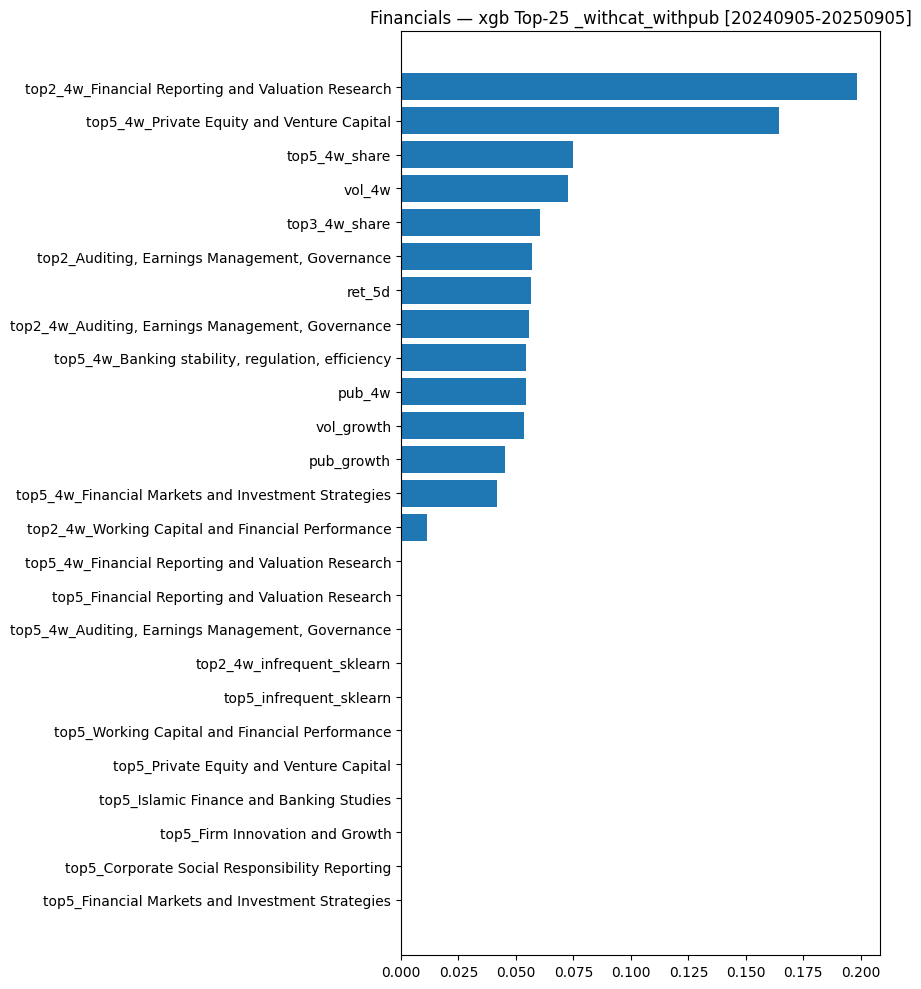 Financials — xgb Top-25 _withcat_withpub [20240905-20250905]
top2_4w_Financial Reporting and Valuation Research
top5_4w_Private Equity and Venture Capital
top5_4w_share
vol_4w
top3_4w_share
top2_Auditing, Earnings Management, Governance
ret_5d
top2_4w_Auditing, Earnings Management, Governance
top5_4w_Banking stability, regulation, efficiency
pub_4w
vol_growth
pub_growth
top5_4w_Financial Markets and Investment Strategies
top2_4w_Working Capital and Financial Performance
top5_4w_Financial Reporting and Valuation Research
top5_Financial Reporting and Valuation Research
top5_4w_Auditing, Earnings Management, Governance
top2_4w_infrequent_sklearn
top5_infrequent_sklearn
top5_Working Capital and Financial Performance
top5_Private Equity and Venture Capital
top5_Islamic Finance and Banking Studies
top5_Firm Innovation and Growth
top5_Corporate Social Responsibility Reporting
top5_Financial Markets and Investment Strategies
0.000 0.025 0.050 0.075 0.100 0.125 0.150 0.175 0.200